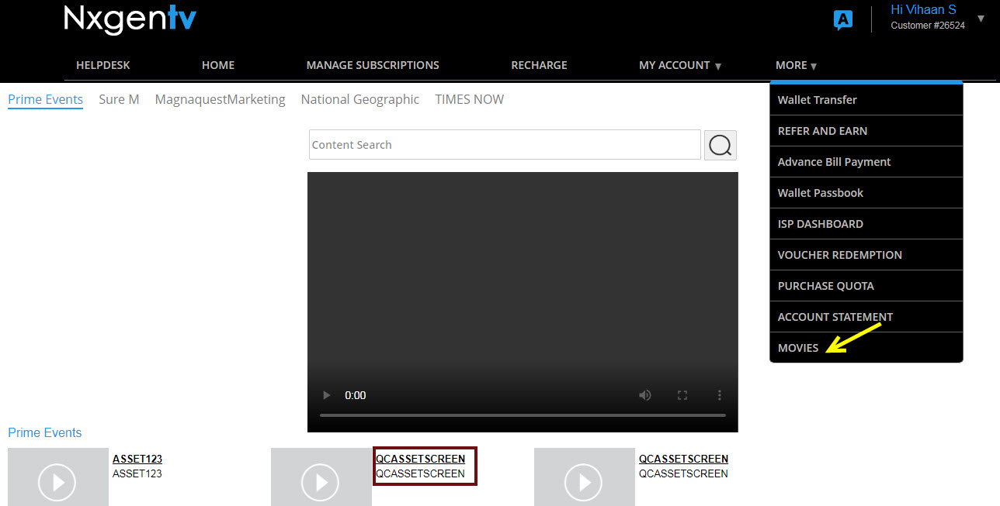 Nxgentv
A
Hi Vihaan S
Customer #26524
HELPDESK HOME MANAGE SUBSCRIPTIONS RECHARGE MY ACCOUNT ▼ MORE ▼
Prime Events Sure M MagnaquestMarketing National Geographic TIMES NOW
Content Search
Wallet Transfer
REFER AND EARN
Advance Bill Payment
Wallet Passbook
ISP DASHBOARD
VOUCHER REDEMPTION
PURCHASE QUOTA
ACCOUNT STATEMENT
MOVIES
0:00
Prime Events
ASSET123
ASSET123
QCASSETSCREEN
QCASSETSCREEN
QCASSETSCREEN
QCASSETSCREEN